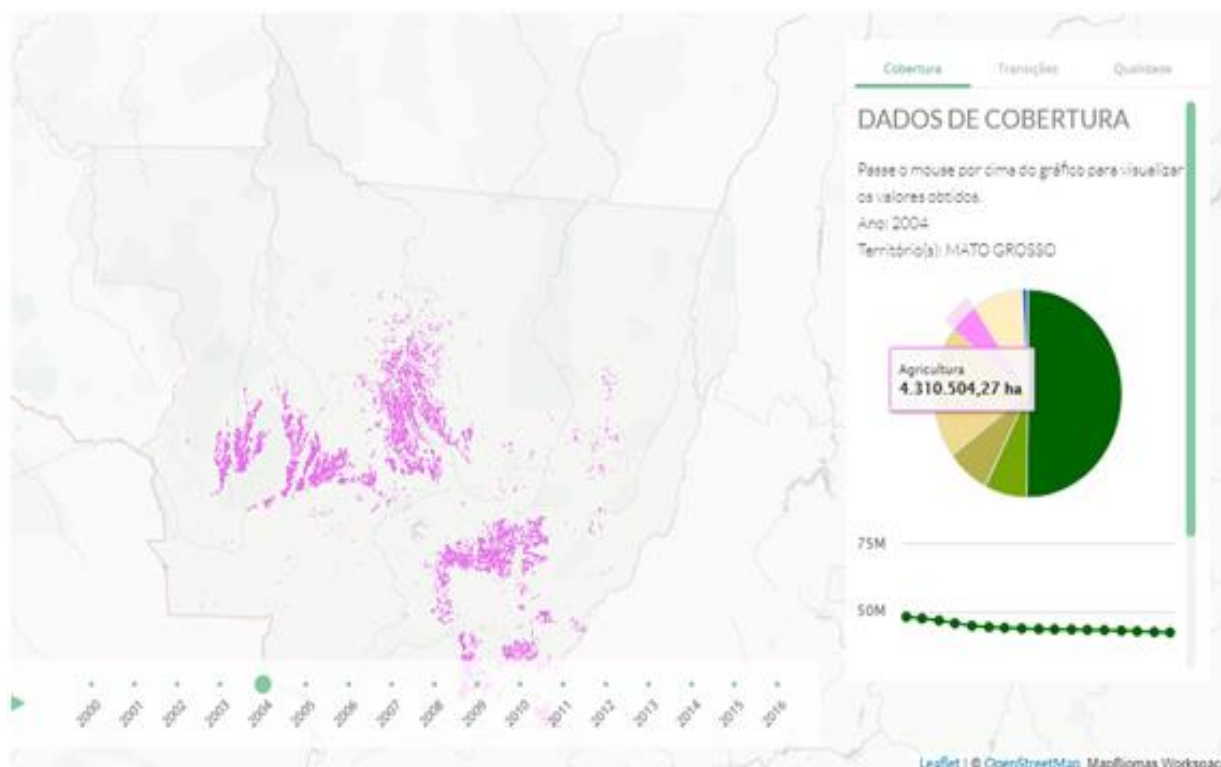 Cobertura Transições Qualidade
DADOS DE COBERTURA
Passe o mouse por cima do gráfico para visualizar
os valores obtidos.
Ano: 2004
Território(s): MATO GROSSO
Agricultura
4.310.504,27 ha
75M
50M
2000 2001 2002 2003 2004 2005 2006 2007 2008 2009 2010 2011 2012 2013 2014 2015 2016
Leaflet | © OpenStreetMap, MapBiomas Workspac